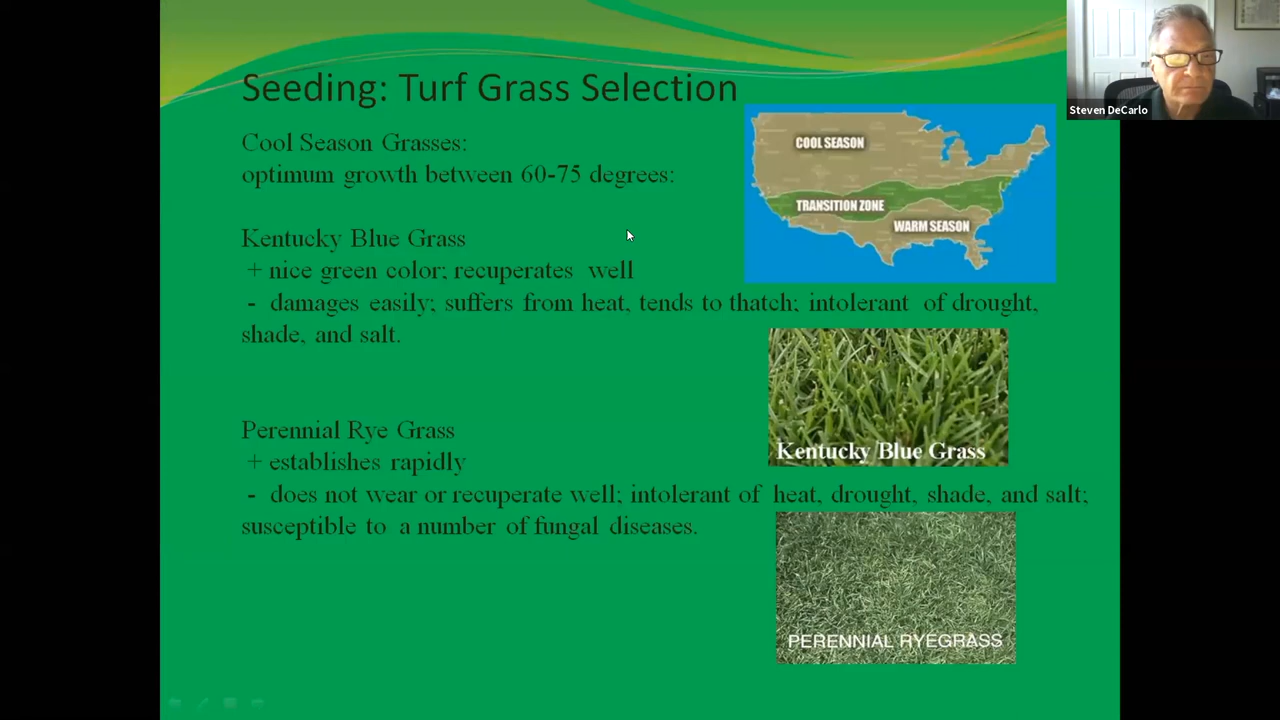 Seeding: Turf Grass Selection
Steven DeCarlo
Cool Season Grasses:
optimum growth between 60-75 degrees:
COOL SEASON
TRANSITION ZONE
WARM SEASON
Kentucky Blue Grass
+ nice green color; recuperates well
- damages easily; suffers from heat, tends to thatch; intolerant of drought,
shade, and salt.
Kentucky Blue Grass
Perennial Rye Grass
+ establishes rapidly
- does not wear or recuperate well; intolerant of heat, drought, shade, and salt;
susceptible to a number of fungal diseases.
PERENNIAL RYEGRASS